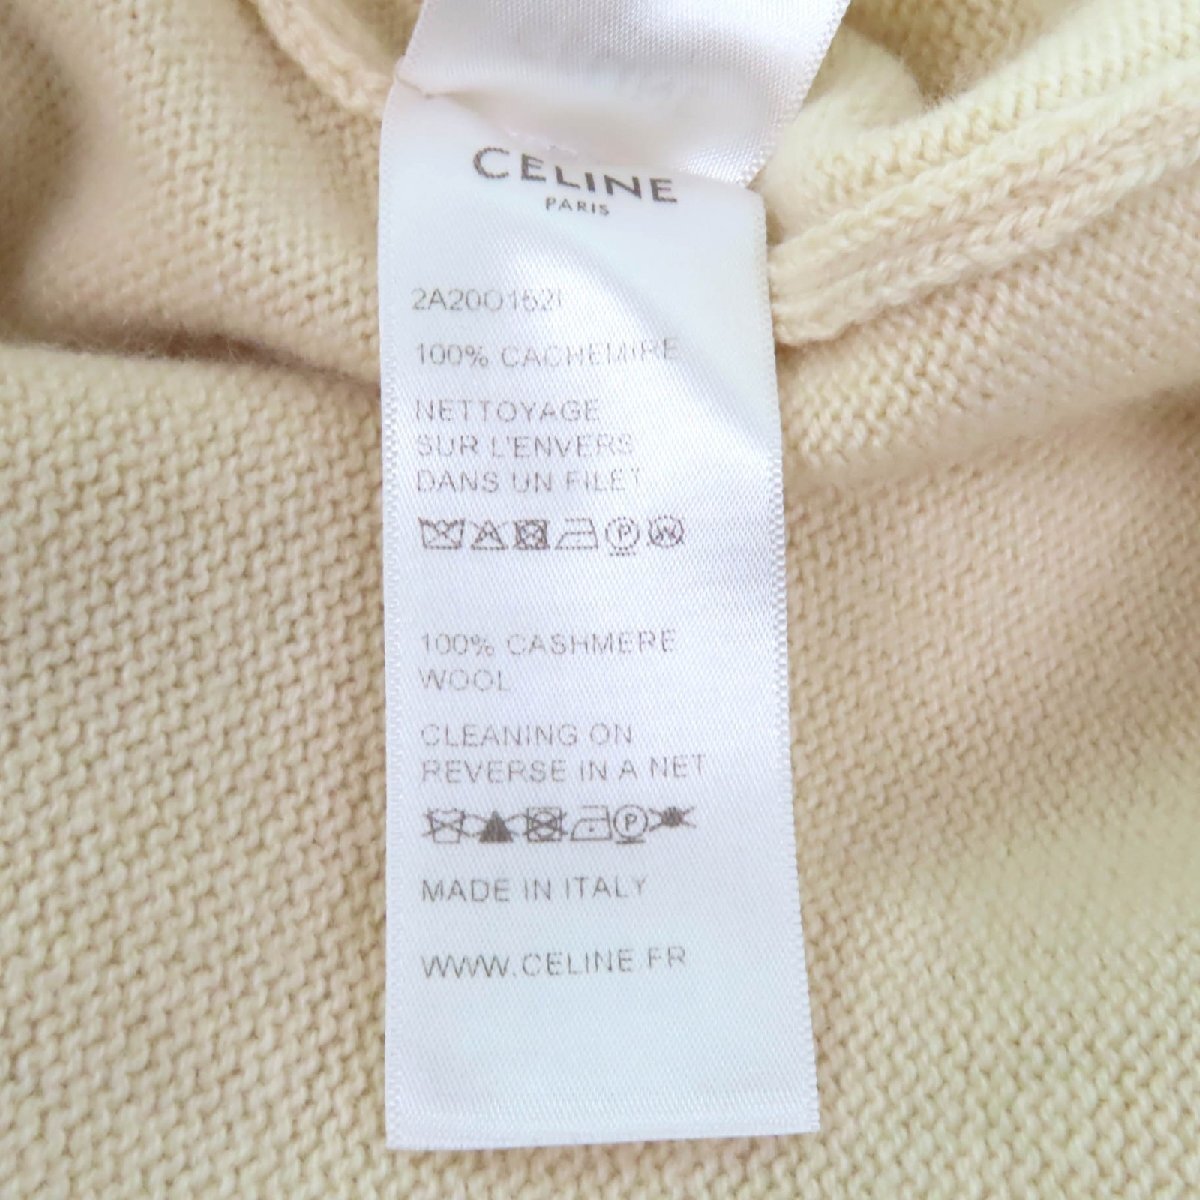 CELINE
PARIS
100% CACHEMIRE
NETTOYAGE
SUR L'ENVERS
DANS UN FILET
P W
100% CASHMERE
WOOL
CLEANING ON
REVERSE IN A NET
P
MADE IN ITALY
WWW.CELINE.FR